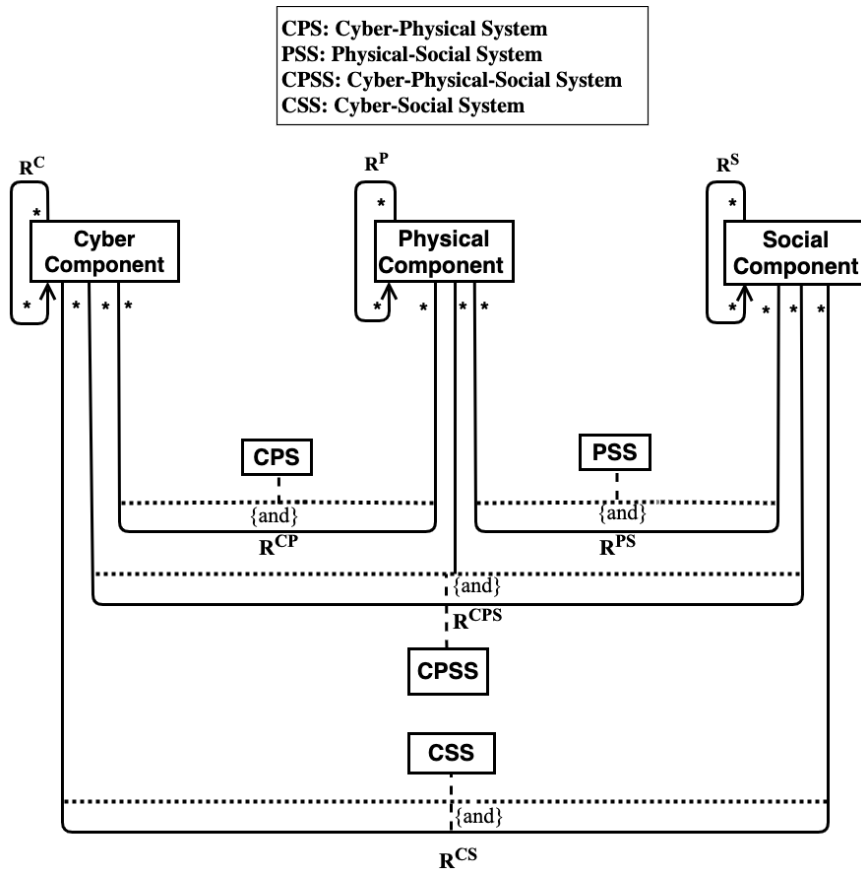 CPS: Cyber-Physical System
PSS: Physical-Social System
CPSS: Cyber-Physical-Social System
CSS: Cyber-Social System
R^C
R^P
R^S
* * *
Cyber
Component
Physical
Component
Social
Component
* * * * * * * * * * * *
CPS
PSS
{and}
{and}
R^CP
R^PS
{and}
R^CPS
CPSS
CSS
{and}
R^CS